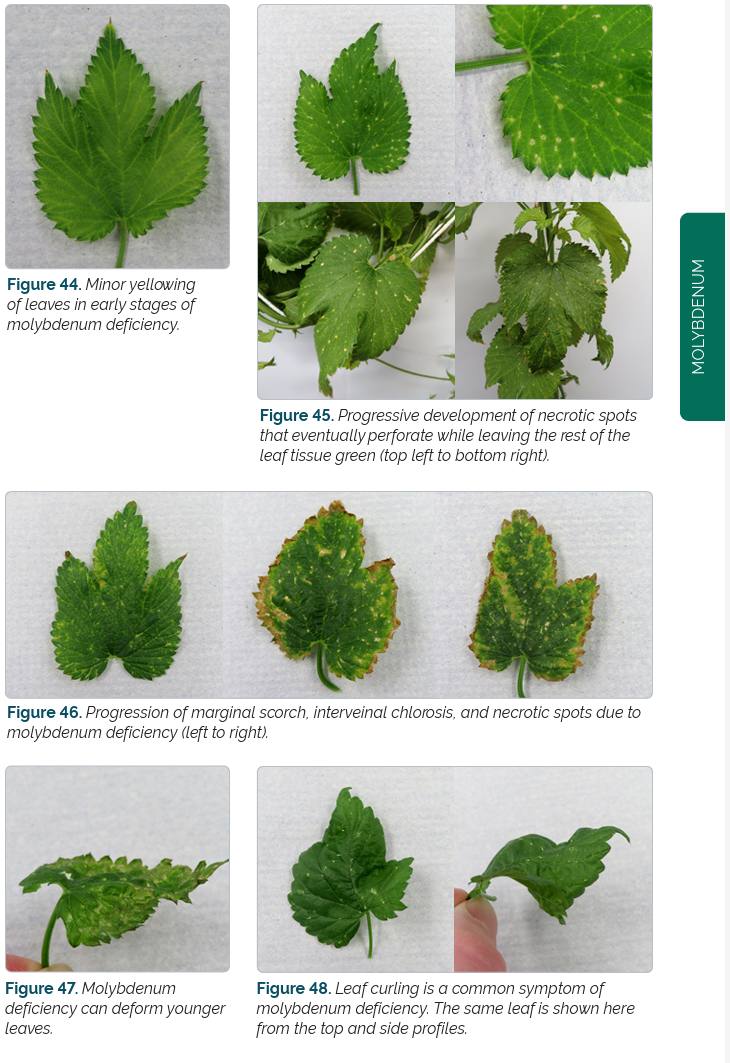 Figure 44. Minor yellowing
of leaves in early stages of
molybdenum deficiency.
Figure 45. Progressive development of necrotic spots
that eventually perforate while leaving the rest of the
leaf tissue green (top left to bottom right).
MOLYBDENUM
Figure 46. Progression of marginal scorch, interveinal chlorosis, and necrotic spots due to
molybdenum deficiency (left to right).
Figure 47. Molybdenum
deficiency can deform younger
leaves.
Figure 48. Leaf curling is a common symptom of
molybdenum deficiency. The same leaf is shown here
from the top and side profiles.